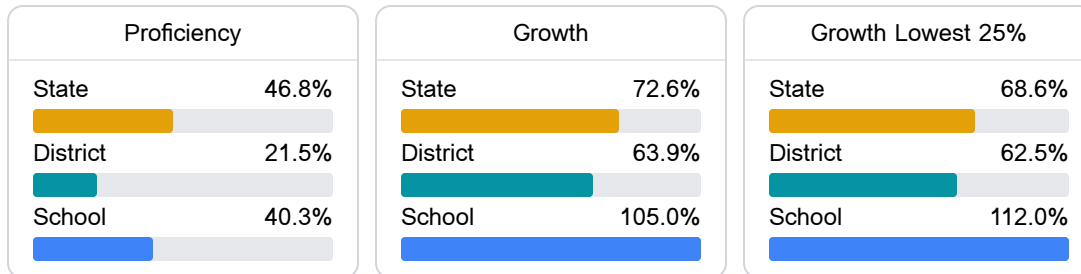 Proficiency
State 46.8%
District 21.5%
School 40.3%
Growth
State 72.6%
District 63.9%
School 105.0%
Growth Lowest 25%
State 68.6%
District 62.5%
School 112.0%